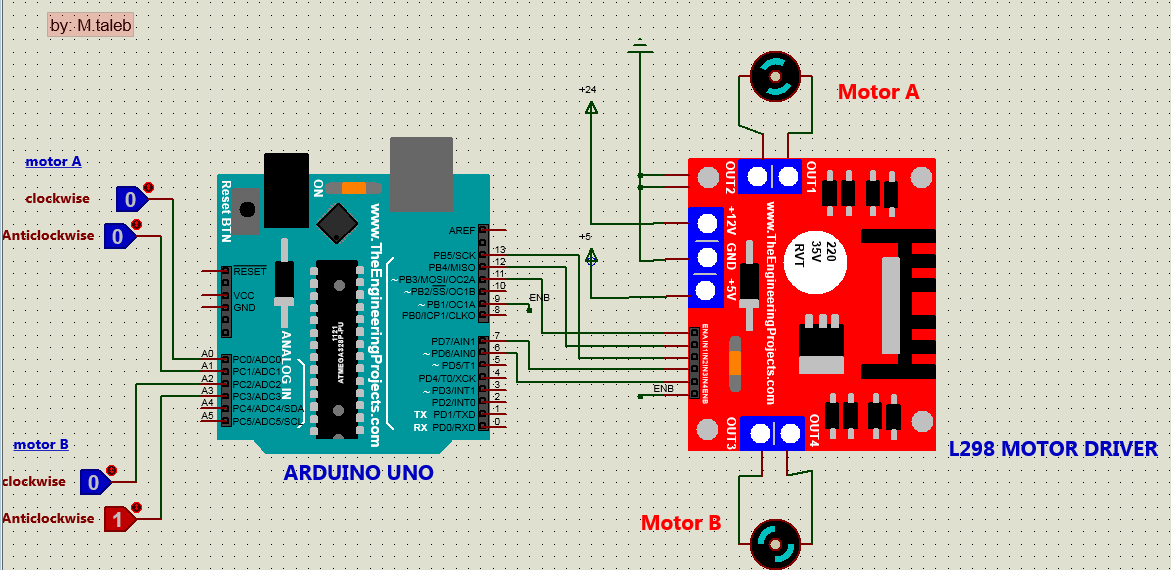 by: M.taleb
motor A
clockwise
0
Anticlockwise
0
motor B
clockwise
0
Anticlockwise
1
A0
A1
A2
A3
A4
A5
Reset BTN
ON
RESET
VCC
GND
ANALOG IN
PC0/ADC0
PC1/ADC1
PC2/ADC2
PC3/ADC3
PC4/ADC4/SDA
PC5/ADC5/SCL
1121
ATMEGA328P-PU
www.TheEngineeringProjects.com
AREF
PB5/SCK 13
PB4/MISO 12
~PB3/MOSI/OC2A 11
~PB2/SS/OC1B 10
~PB1/OC1A 9
PB0/ICP1/CLKO 8
PD7/AIN1 7
~PD6/AIN0 6
~PD5/T1 5
PD4/T0/XCK 4
~PD3/INT1 3
PD2/INT0 2
TX PD1/TXD 1
RX PD0/RXD 0
ENB
ARDUINO UNO
+24
+5
ENB
Motor A
OUT2
OUT1
+12V
GND
+5V
www.TheEngineeringProjects.com
220
35V
RVT
ENA IN1 IN2 IN3 IN4 ENB
OUT3
OUT4
L298 MOTOR DRIVER
Motor B